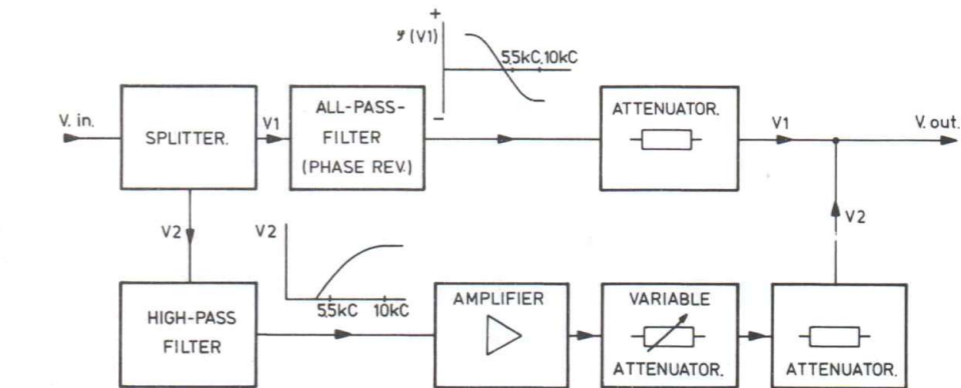 +
𝒴 (V1)
5,5kC, 10kC
−
V. in.
SPLITTER.
V1
ALL-PASS-
FILTER
(PHASE REV.)
ATTENUATOR.
V1
V. out.
V2
V2
V2
5,5kC 10kC
HIGH-PASS
FILTER
AMPLIFIER
VARIABLE
ATTENUATOR.
ATTENUATOR.